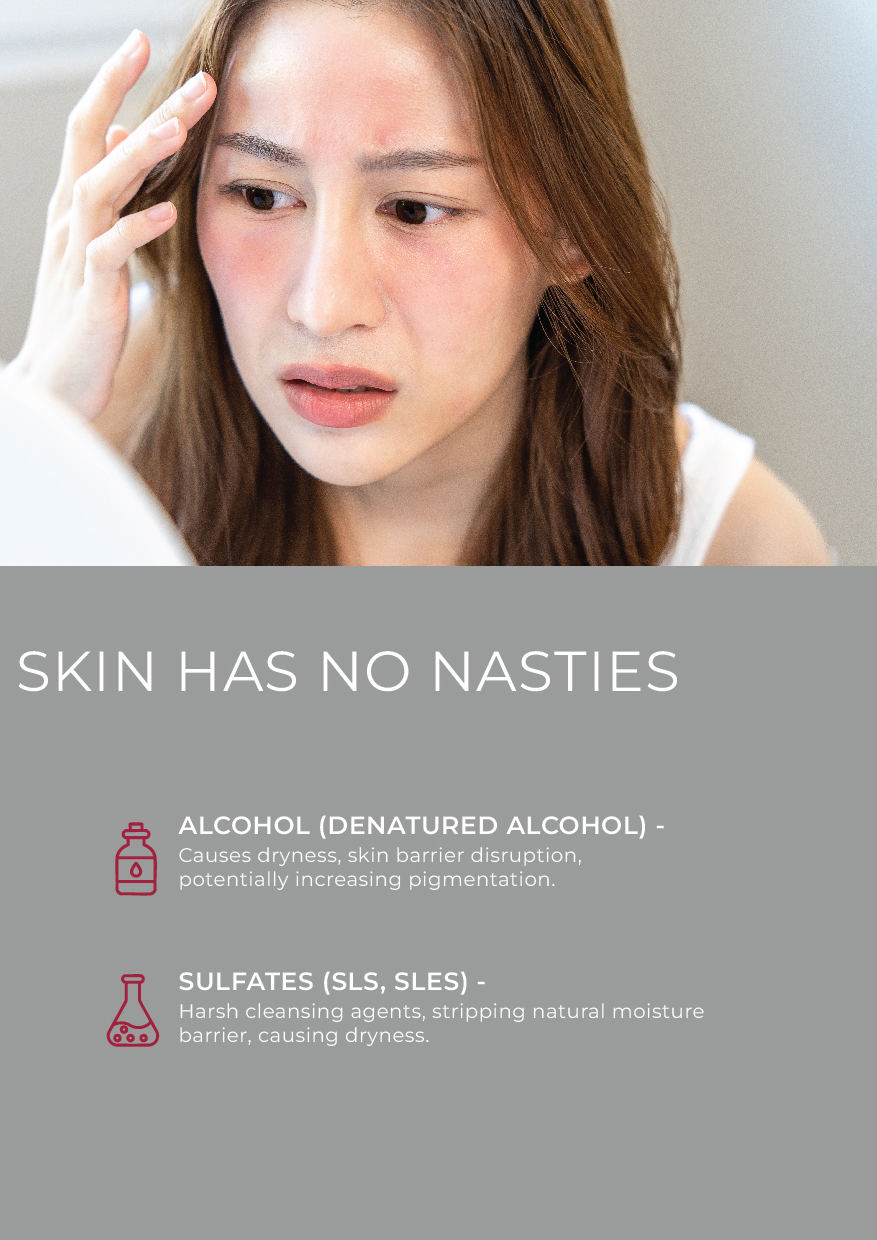 SKIN HAS NO NASTIES
ALCOHOL (DENATURED ALCOHOL) -
Causes dryness, skin barrier disruption,
potentially increasing pigmentation.
SULFATES (SLS, SLES) -
Harsh cleansing agents, stripping natural moisture
barrier, causing dryness.